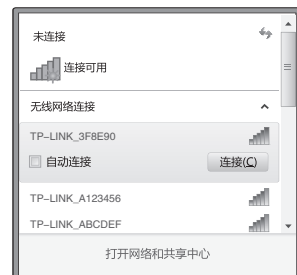 未连接
连接可用
无线网络连接
TP-LINK_3F8E90
自动连接
连接(C)
TP-LINK_A123456
TP-LINK_ABCDEF
打开网络和共享中心